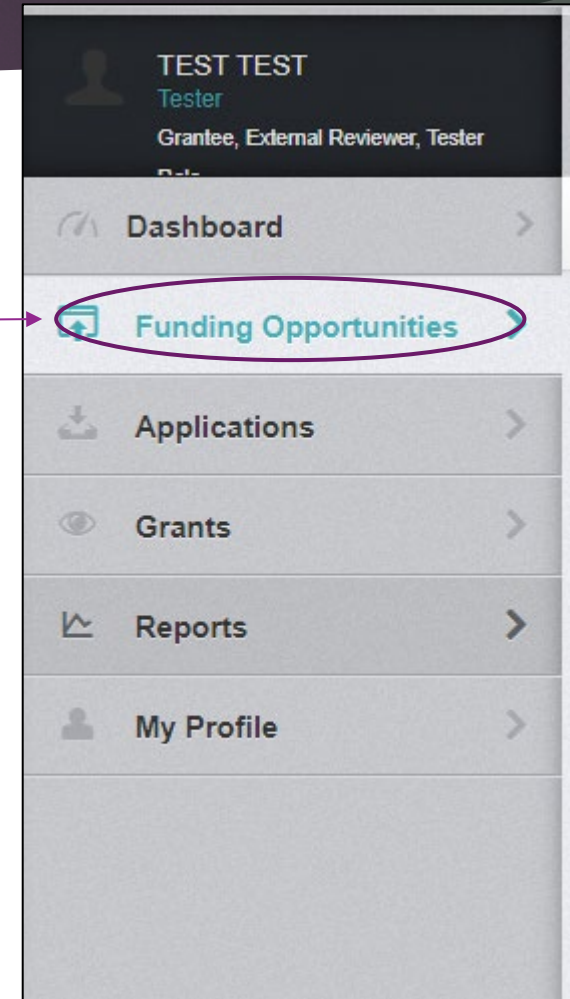 TEST TEST
Tester
Grantee, External Reviewer, Tester
Dashboard
Funding Opportunities
Applications
Grants
Reports
My Profile